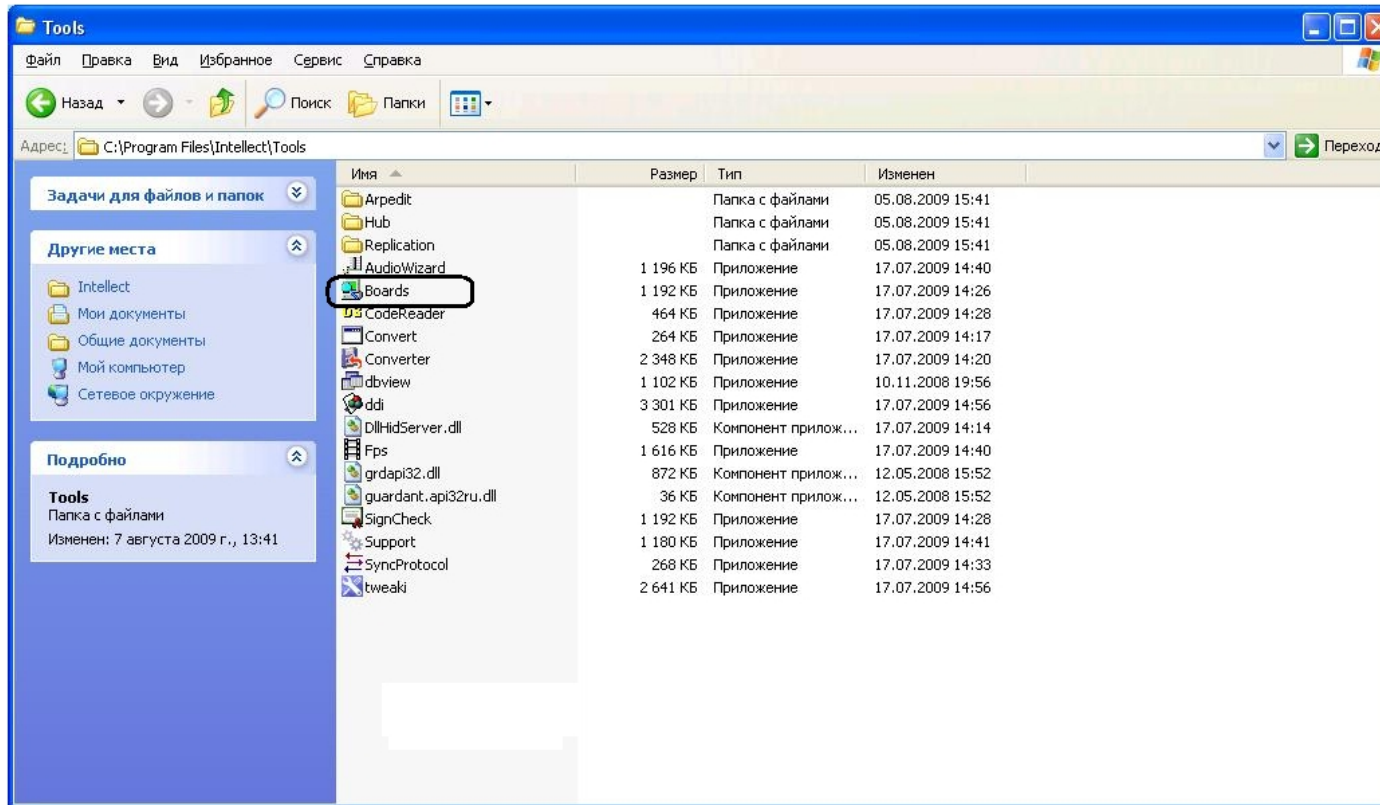 Tools
Файл Правка Вид Избранное Сервис Справка
Назад Поиск Папки
Адрес: C:\Program Files\Intellect\Tools Переход
Задачи для файлов и папок
Другие места
Intellect
Мои документы
Общие документы
Мой компьютер
Сетевое окружение
Подробно
Tools
Папка с файлами
Изменен: 7 августа 2009 г., 13:41
Имя Размер Тип Изменен
Arpedit Папка с файлами 05.08.2009 15:41
Hub Папка с файлами 05.08.2009 15:41
Replication Папка с файлами 05.08.2009 15:41
AudioWizard 1 196 КБ Приложение 17.07.2009 14:40
Boards 1 192 КБ Приложение 17.07.2009 14:26
CodeReader 464 КБ Приложение 17.07.2009 14:28
Convert 264 КБ Приложение 17.07.2009 14:17
Converter 2 348 КБ Приложение 17.07.2009 14:20
dbview 1 102 КБ Приложение 10.11.2008 19:56
ddi 3 301 КБ Приложение 17.07.2009 14:56
DllHidServer.dll 528 КБ Компонент прилож... 17.07.2009 14:14
Fps 1 616 КБ Приложение 17.07.2009 14:40
grdapi32.dll 872 КБ Компонент прилож... 12.05.2008 15:52
guardant.api32ru.dll 36 КБ Компонент прилож... 12.05.2008 15:52
SignCheck 1 192 КБ Приложение 17.07.2009 14:28
Support 1 180 КБ Приложение 17.07.2009 14:41
SyncProtocol 268 КБ Приложение 17.07.2009 14:33
tweaki 2 641 КБ Приложение 17.07.2009 14:56